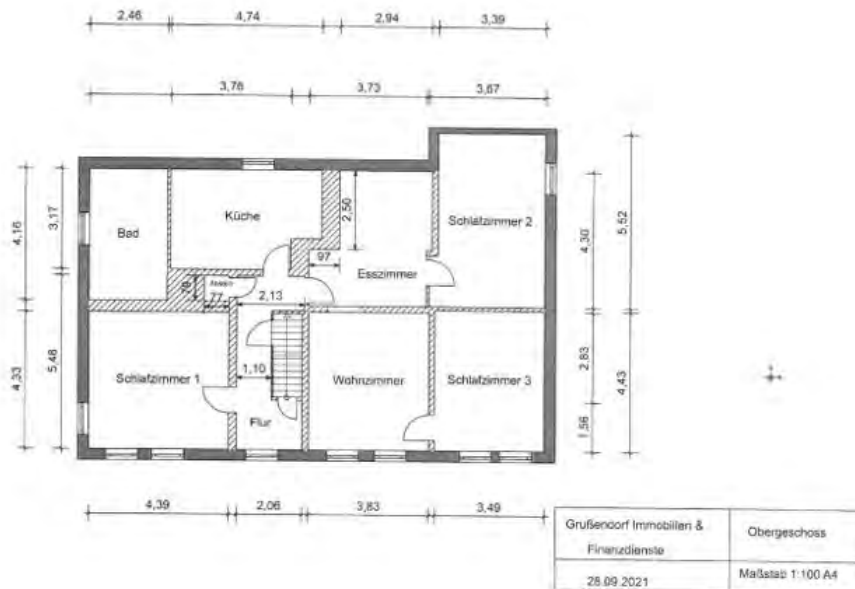 2,46 4,74 2,94 3,39
3,78 3,73 3,67
4,16 3,17
Bad Küche 2,50 Schlafzimmer 2 4,30 5,52
97
Esszimmer
78 77 2,13
4,33 5,48
Schlafzimmer 1 1,10 Wohnzimmer Schlafzimmer 3 2,83 4,43
Flur 1,56
4,39 2,06 3,83 3,49
Grußendorf Immobilien & Obergeschoss
Finanzdienste
28.09.2021 Maßstab 1:100 A4